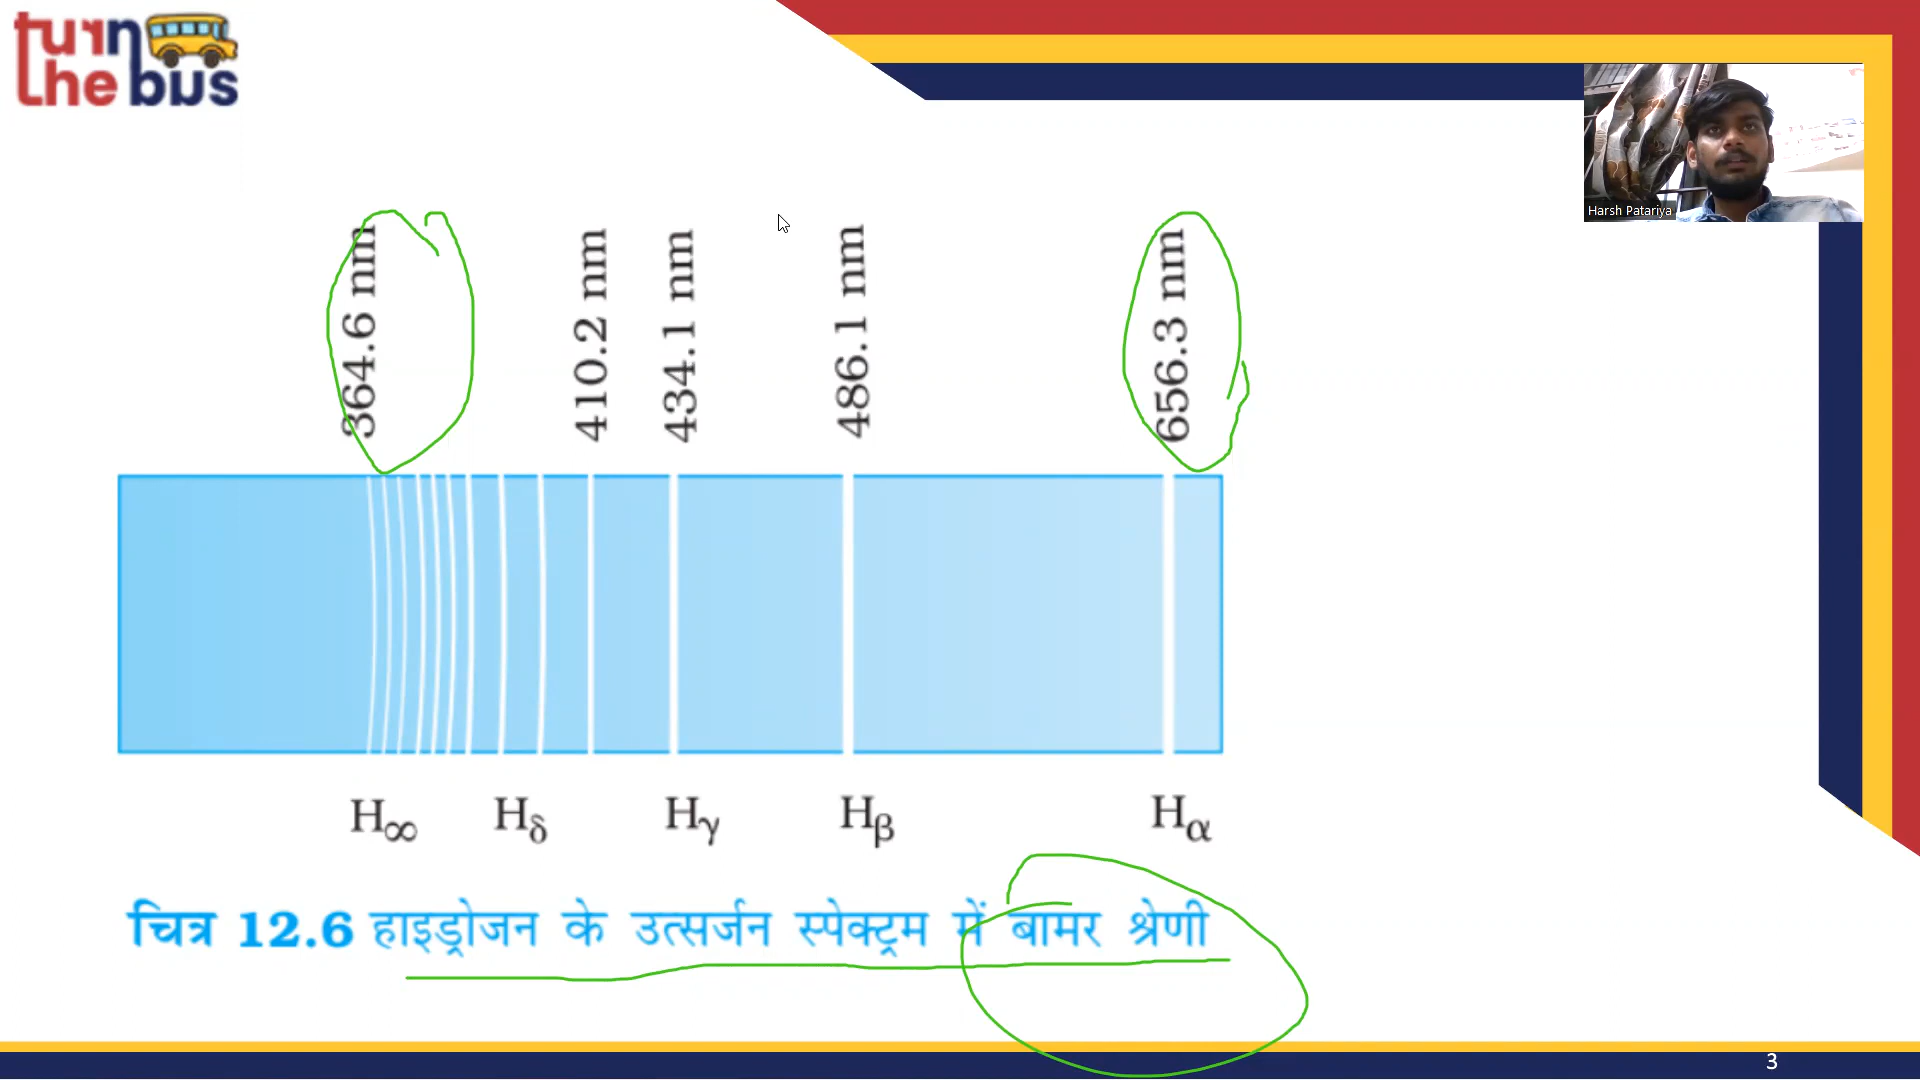 turn
the bus
Harsh Patariya
364.6 nm
410.2 nm
434.1 nm
486.1 nm
656.3 nm
H∞
Hδ
Hγ
Hβ
Hα
चित्र 12.6 हाइड्रोजन के उत्सर्जन स्पेक्ट्रम में बामर श्रेणी
3